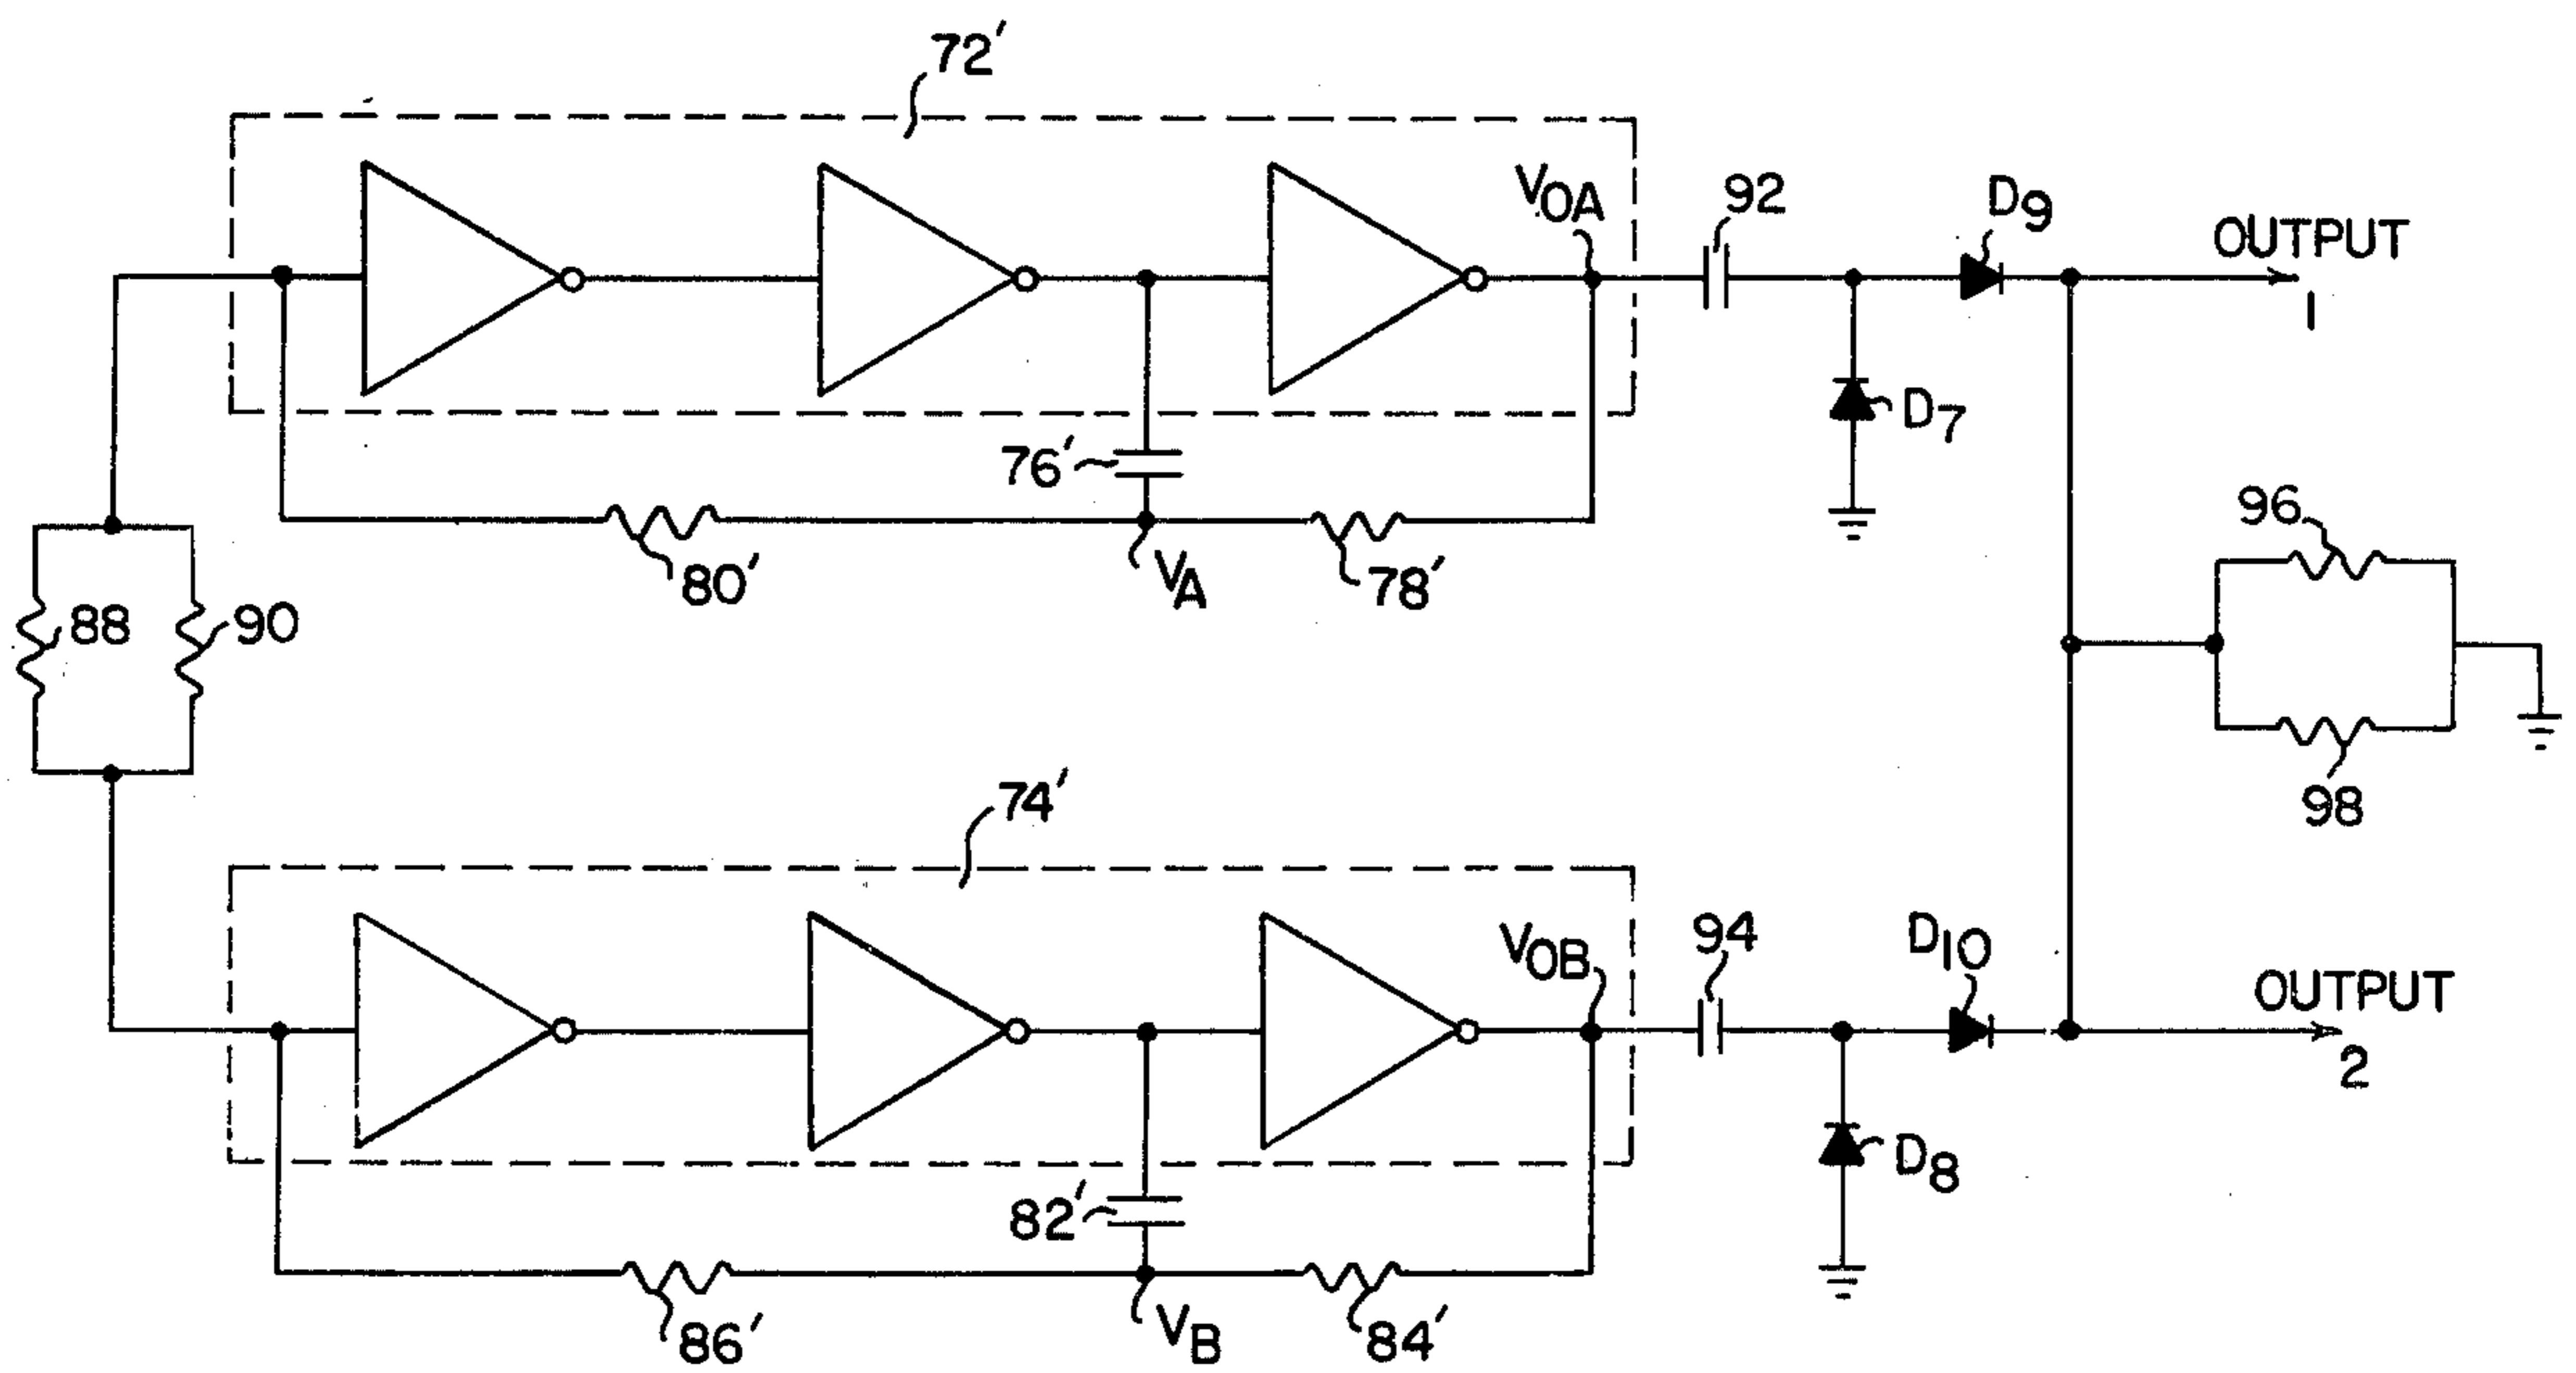 72'
V0A
92
D9
OUTPUT
1
D7
76'
80'
VA
78'
96
88
90
98
74'
V0B
94
D10
OUTPUT
2
D8
82'
86'
VB
84'